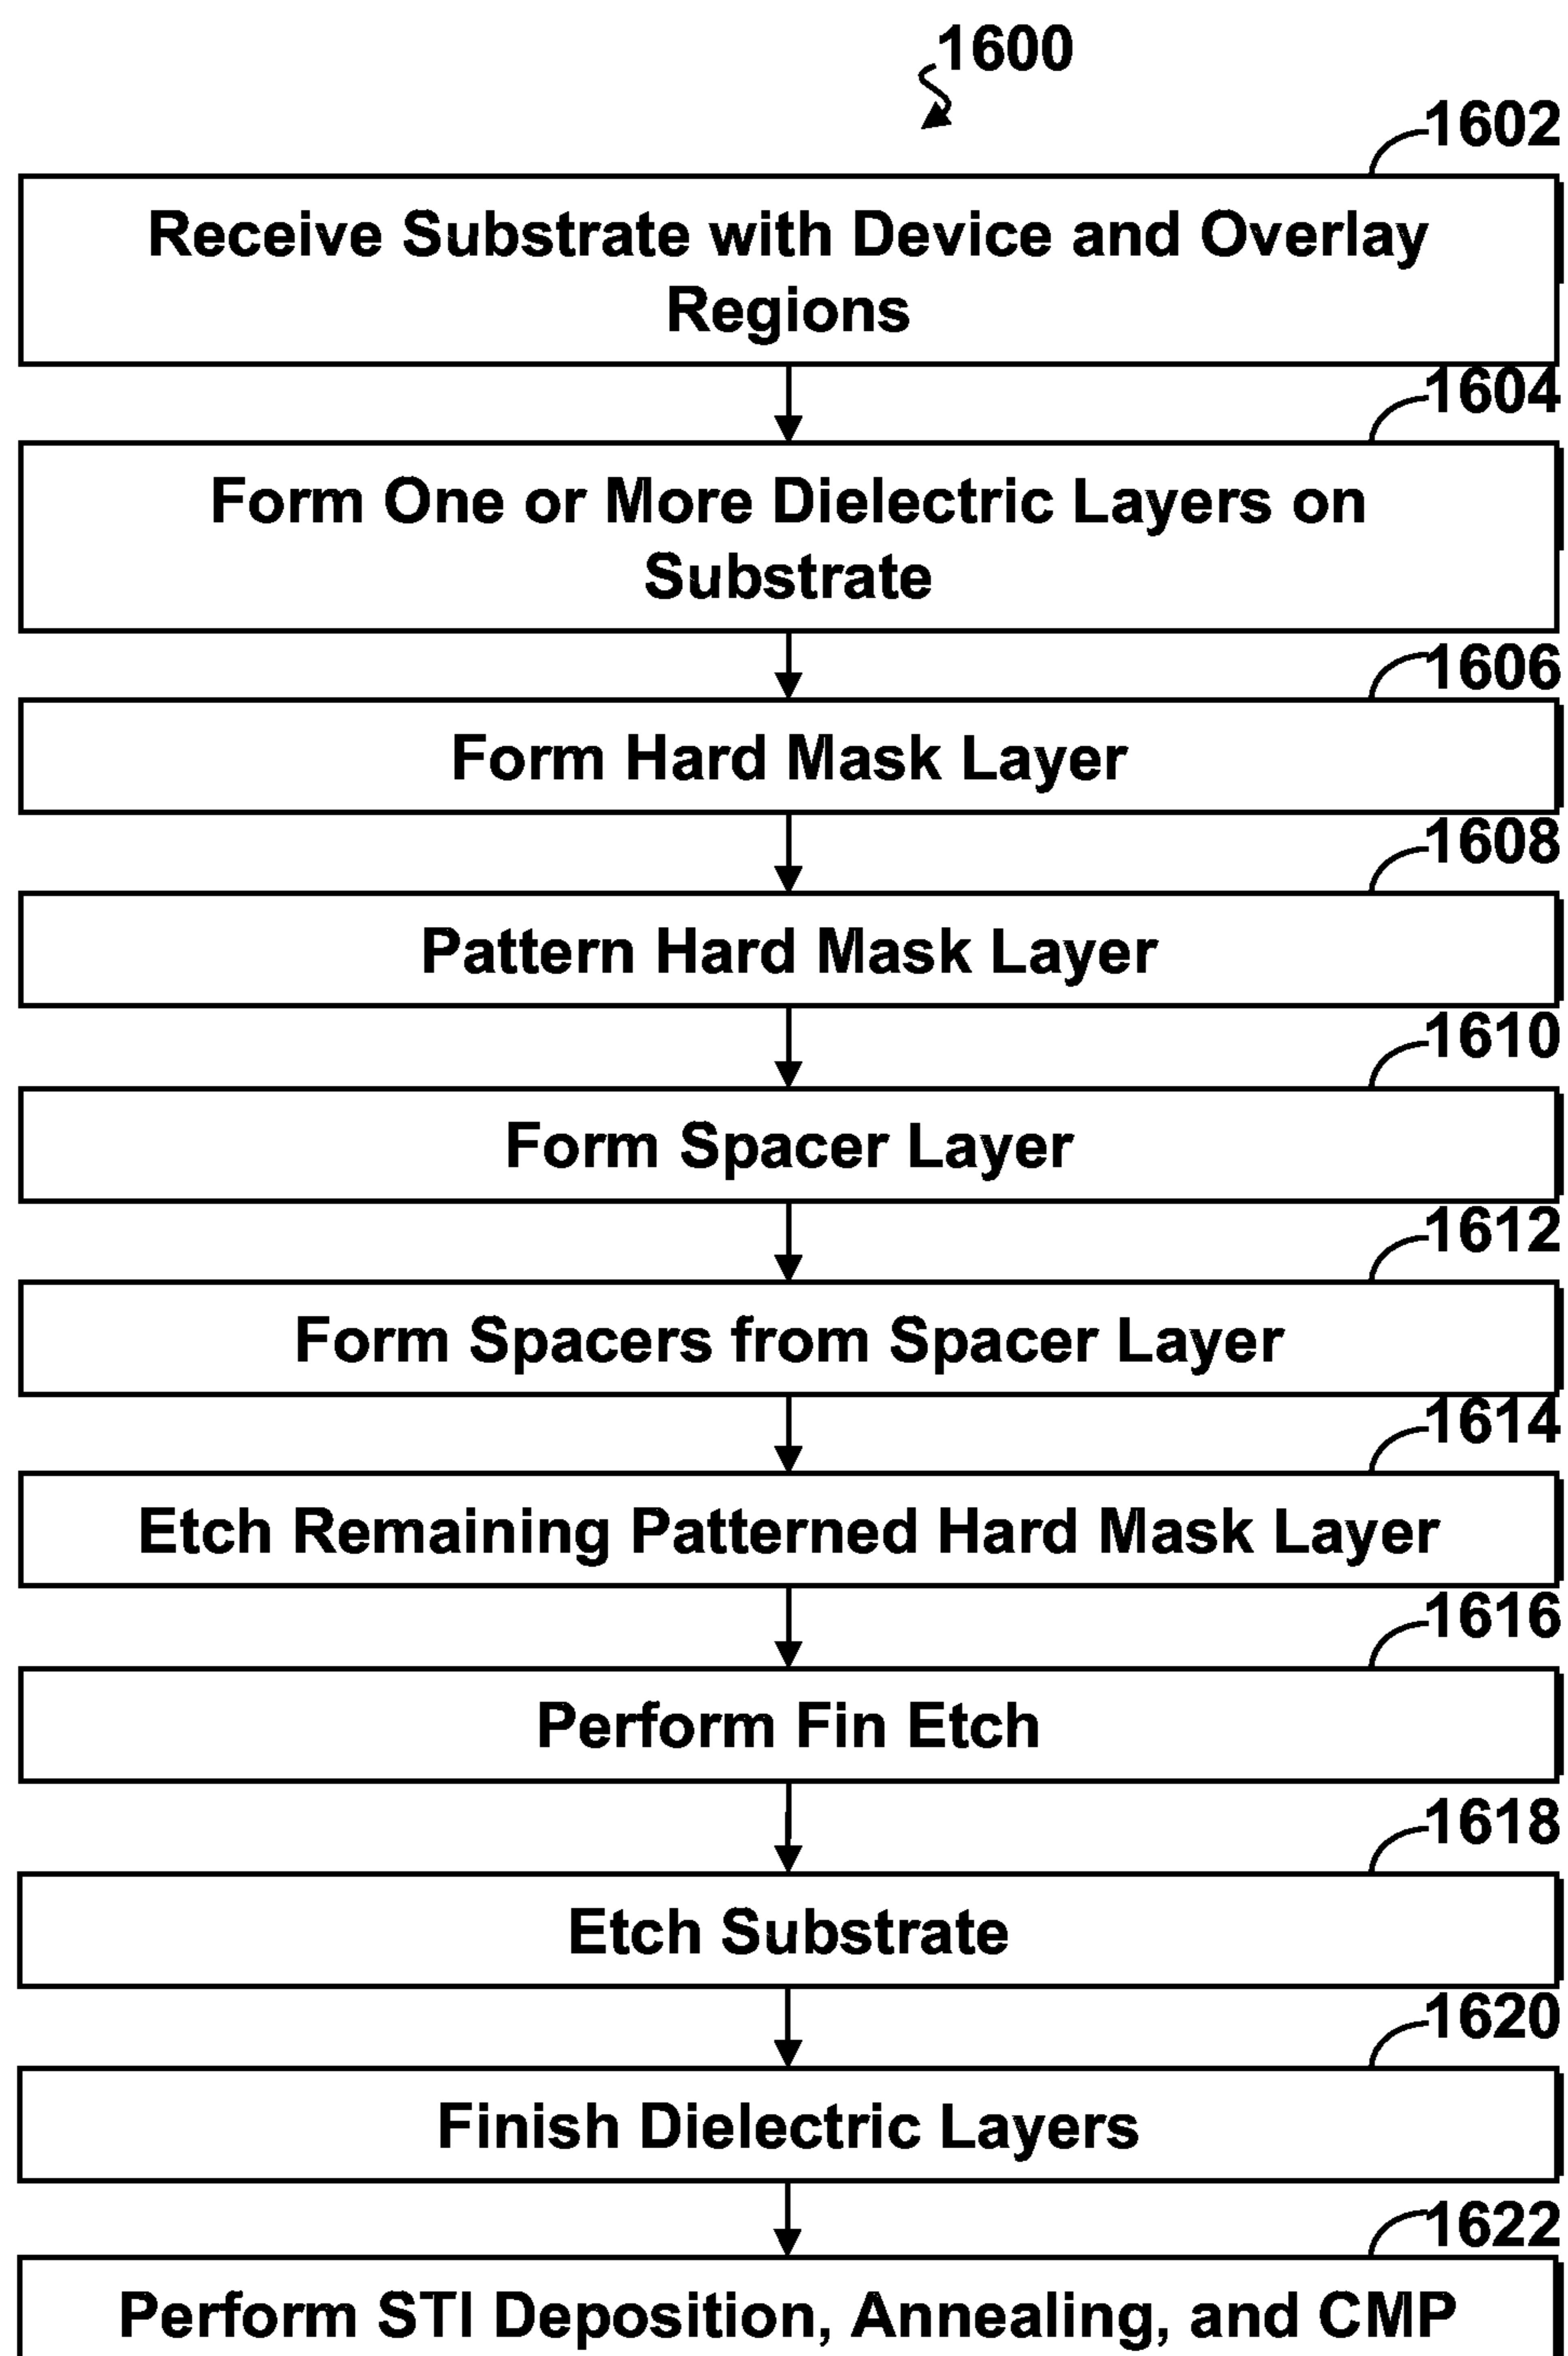 1600
1602
Receive Substrate with Device and Overlay
Regions
1604
Form One or More Dielectric Layers on
Substrate
1606
Form Hard Mask Layer
1608
Pattern Hard Mask Layer
1610
Form Spacer Layer
1612
Form Spacers from Spacer Layer
1614
Etch Remaining Patterned Hard Mask Layer
1616
Perform Fin Etch
1618
Etch Substrate
1620
Finish Dielectric Layers
1622
Perform STI Deposition, Annealing, and CMP